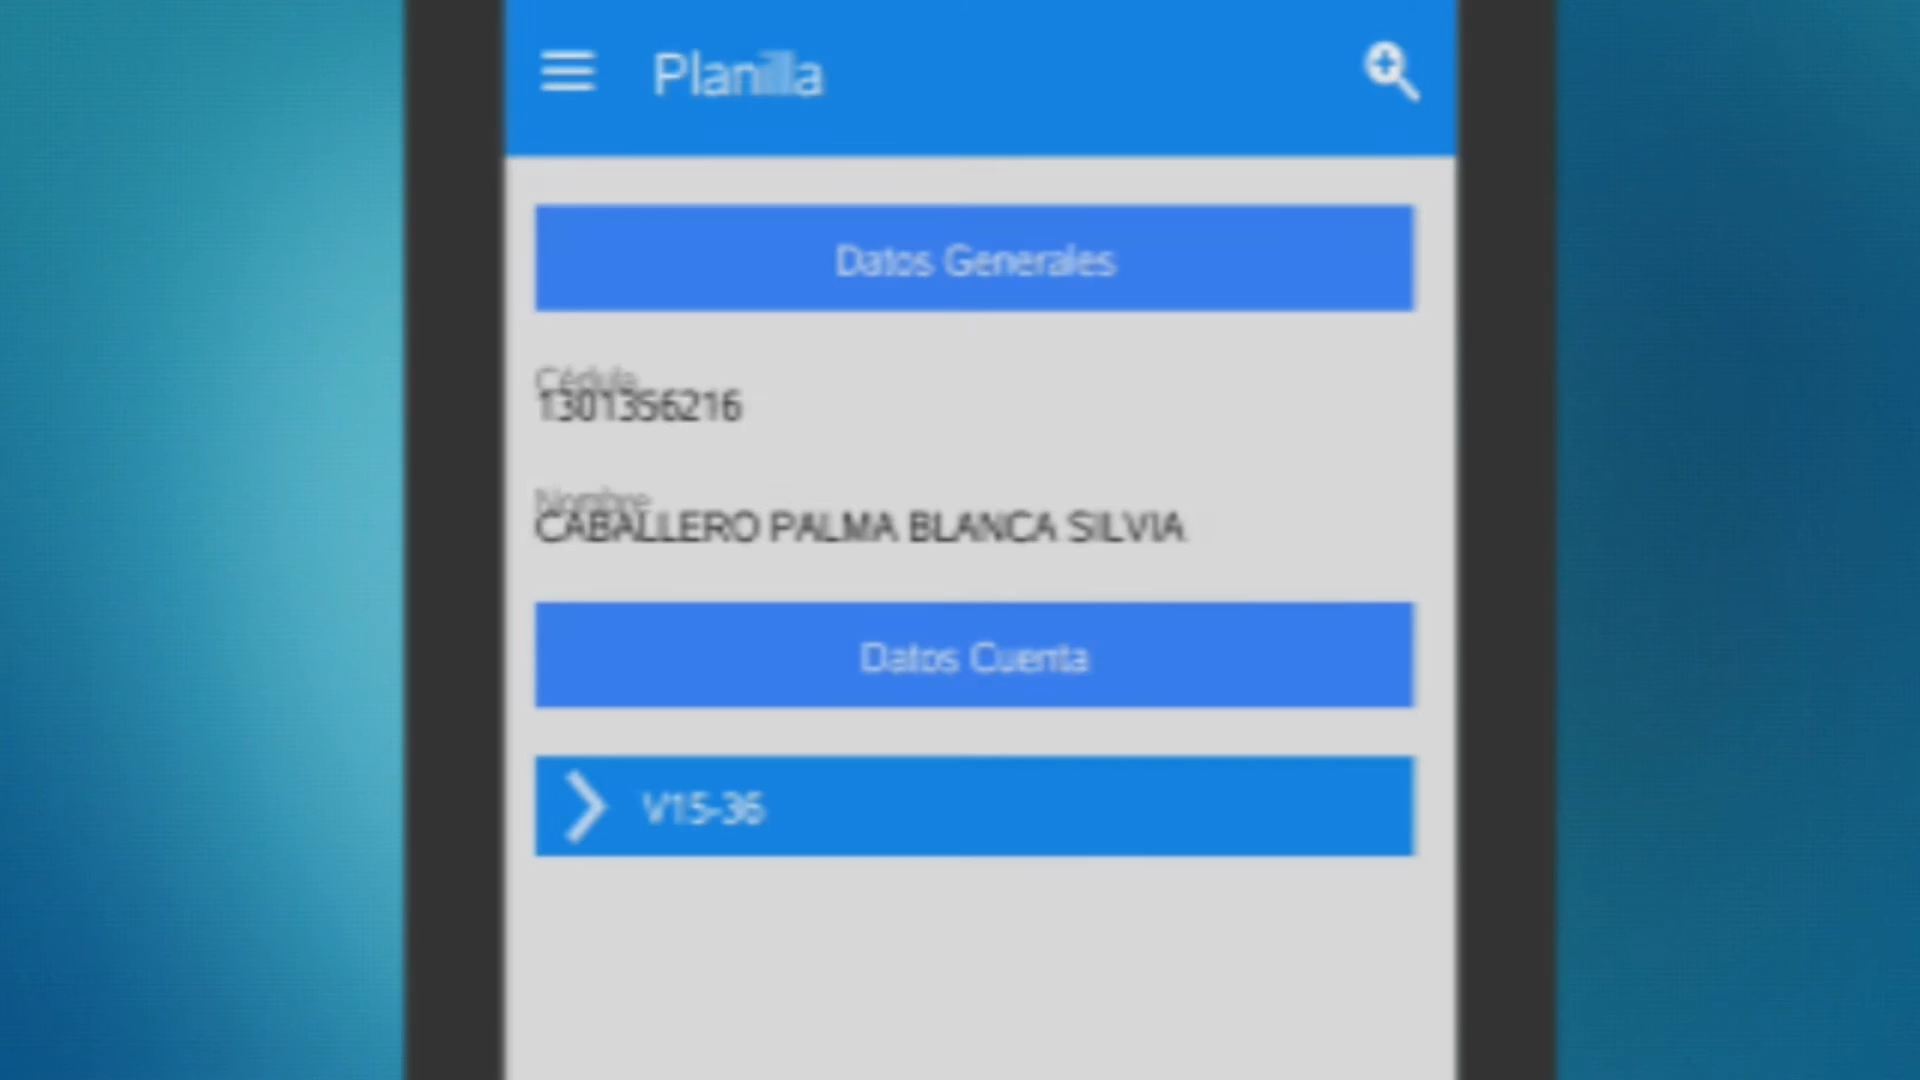 Planilla
Datos Generales
Cédula
1301356216
Nombre
CABALLERO PALMA BLANCA SILVIA
Datos Cuenta
V15-36